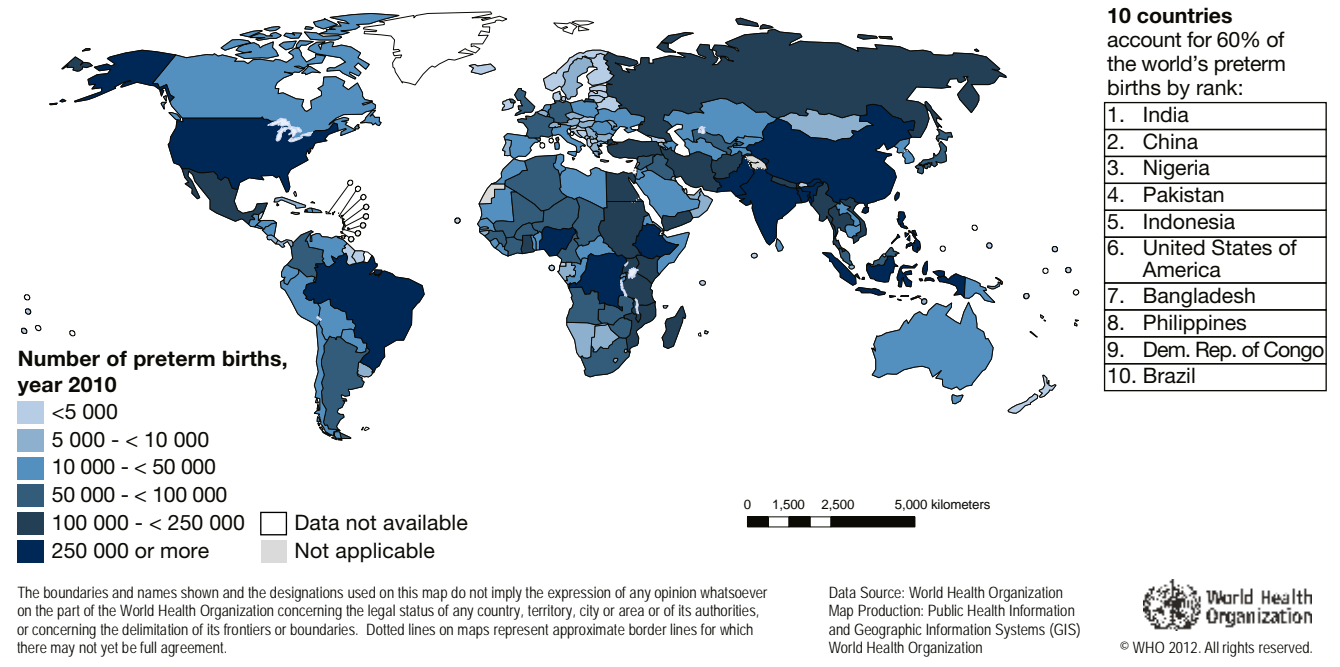 10 countries
account for 60% of
the world's preterm
births by rank:
1. India
2. China
3. Nigeria
4. Pakistan
5. Indonesia
6. United States of
America
7. Bangladesh
8. Philippines
9. Dem. Rep. of Congo
10. Brazil
Number of preterm births,
year 2010
<5 000
5 000 - < 10 000
10 000 - < 50 000
50 000 - < 100 000
100 000 - < 250 000
250 000 or more
Data not available
Not applicable
0 1,500 2,500 5,000 kilometers
The boundaries and names shown and the designations used on this map do not imply the expression of any opinion whatsoever
on the part of the World Health Organization concerning the legal status of any country, territory, city or area or of its authorities,
or concerning the delimitation of its frontiers or boundaries. Dotted lines on maps represent approximate border lines for which
there may not yet be full agreement.
Data Source: World Health Organization
Map Production: Public Health Information
and Geographic Information Systems (GIS)
World Health Organization
World Health
Organization
© WHO 2012. All rights reserved.